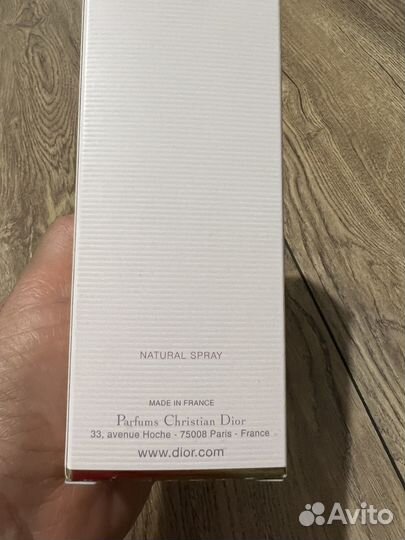 NATURAL SPRAY
MADE IN FRANCE
Parfums Christian Dior
33, avenue Hoche - 75008 Paris - France
www.dior.com
Avito